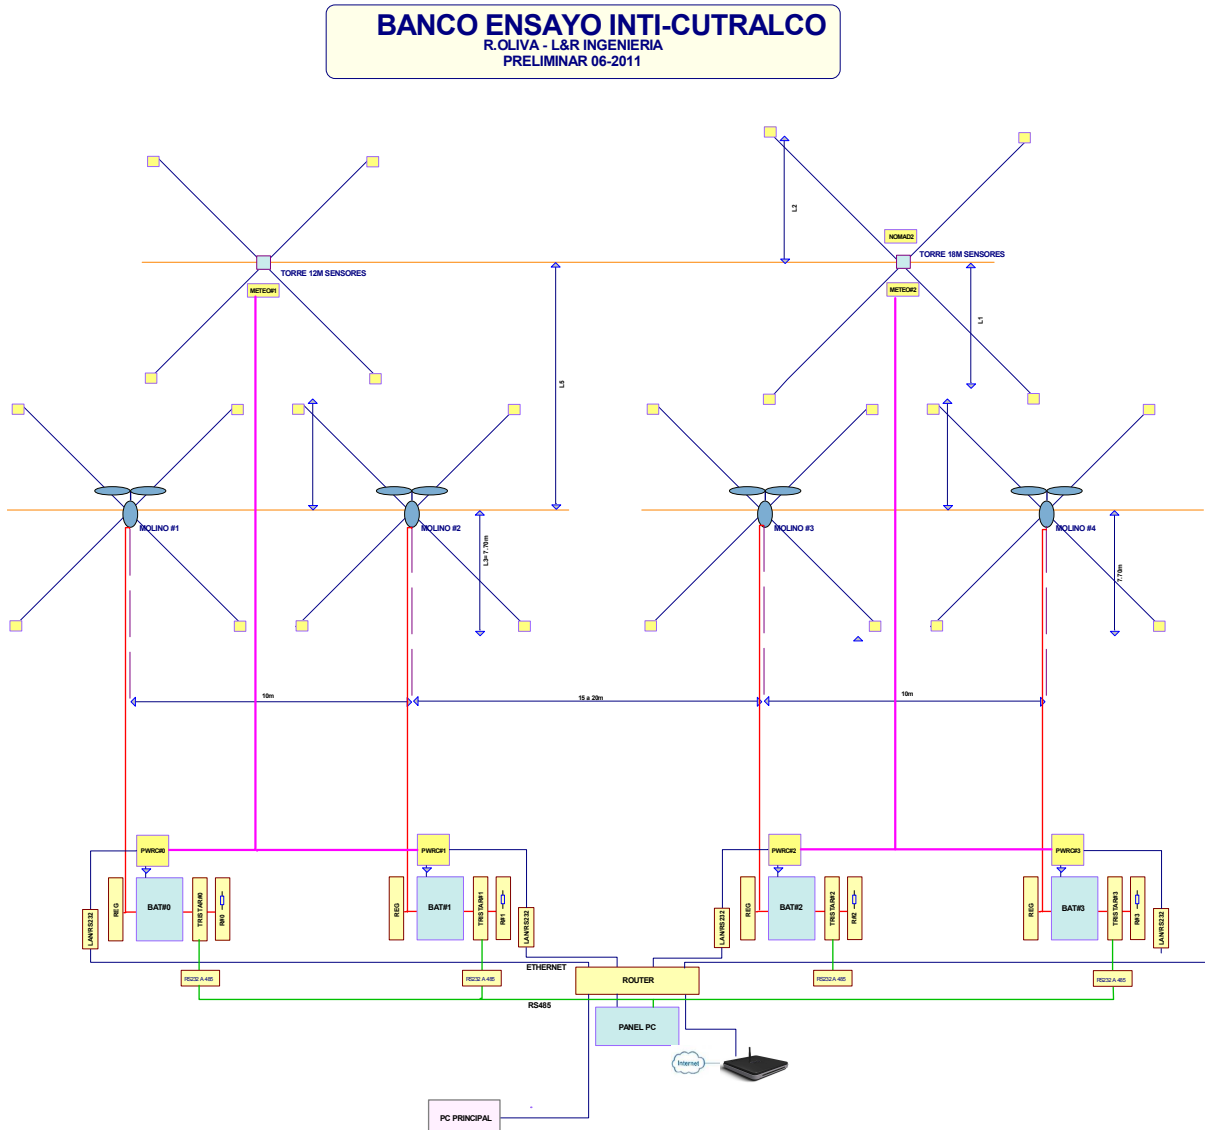 BANCO ENSAYO INTI-CUTRALCO
R.OLIVA - L&R INGENIERIA
PRELIMINAR 06-2011
L2
NOMAD2
TORRE 12M SENSORES
TORRE 18M SENSORES
METEO#1
METEO#2
L1
L5
MOLINO #1
MOLINO #2
MOLINO #3
MOLINO #4
L3= 7.70m
7.70m
10m
15 a 20m
10m
PWRC#0
PWRC#1
PWRC#2
PWRC#3
LAN/RS232
REG
BAT#0
TRISTAR#0
R#0
REG
BAT#1
TRISTAR#1
R#1
LAN/RS232
LAN/RS232
REG
BAT#2
TRISTAR#2
R#2
REG
BAT#3
TRISTAR#3
R#3
LAN/RS232
ETHERNET
RS232 A 485
RS232 A 485
ROUTER
RS232 A 485
RS232 A 485
RS485
PANEL PC
Internet
PC PRINCIPAL
-